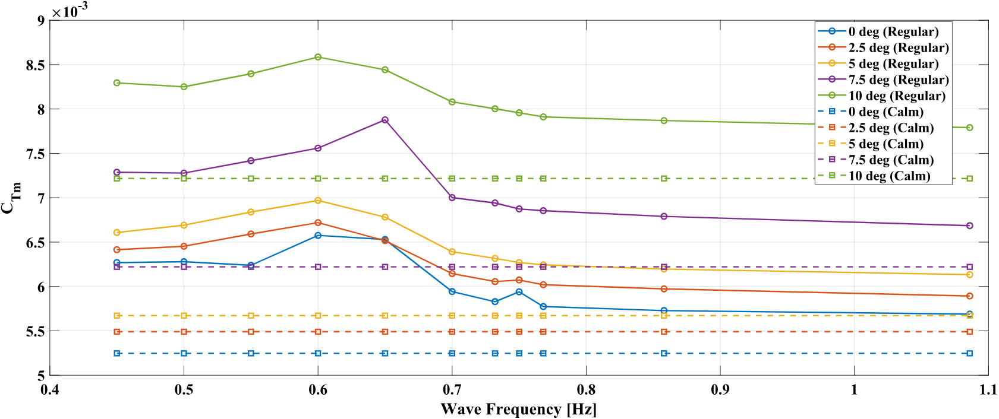 ×10⁻³
9
8.5
8
7.5
7
6.5
6
5.5
5
C_Tm
0 deg (Regular)
2.5 deg (Regular)
5 deg (Regular)
7.5 deg (Regular)
10 deg (Regular)
0 deg (Calm)
2.5 deg (Calm)
5 deg (Calm)
7.5 deg (Calm)
10 deg (Calm)
0.4 0.5 0.6 0.7 0.8 0.9 1 1.1
Wave Frequency [Hz]